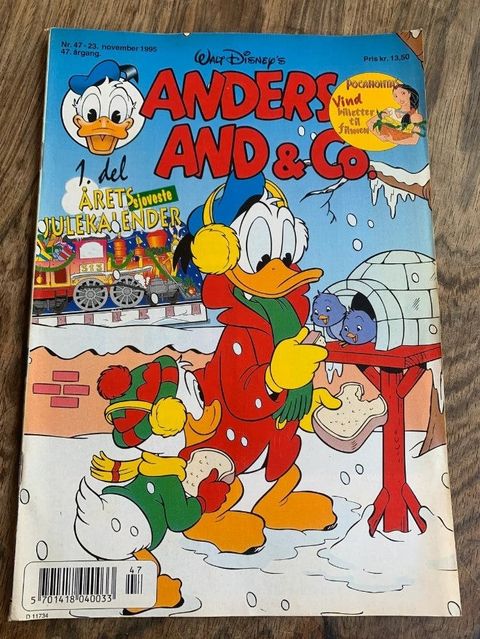 Nr. 47 - 23. november 1995
47. årgang.
WALT DISNEY'S
Pris kr. 13,50
ANDERS
AND & Co.
POCAHONTAS
Vind
billetter
til
filmen
1. del
ÅRETS sjoveste
JULEKALENDER
313
47
5 701418 040033
D 11734